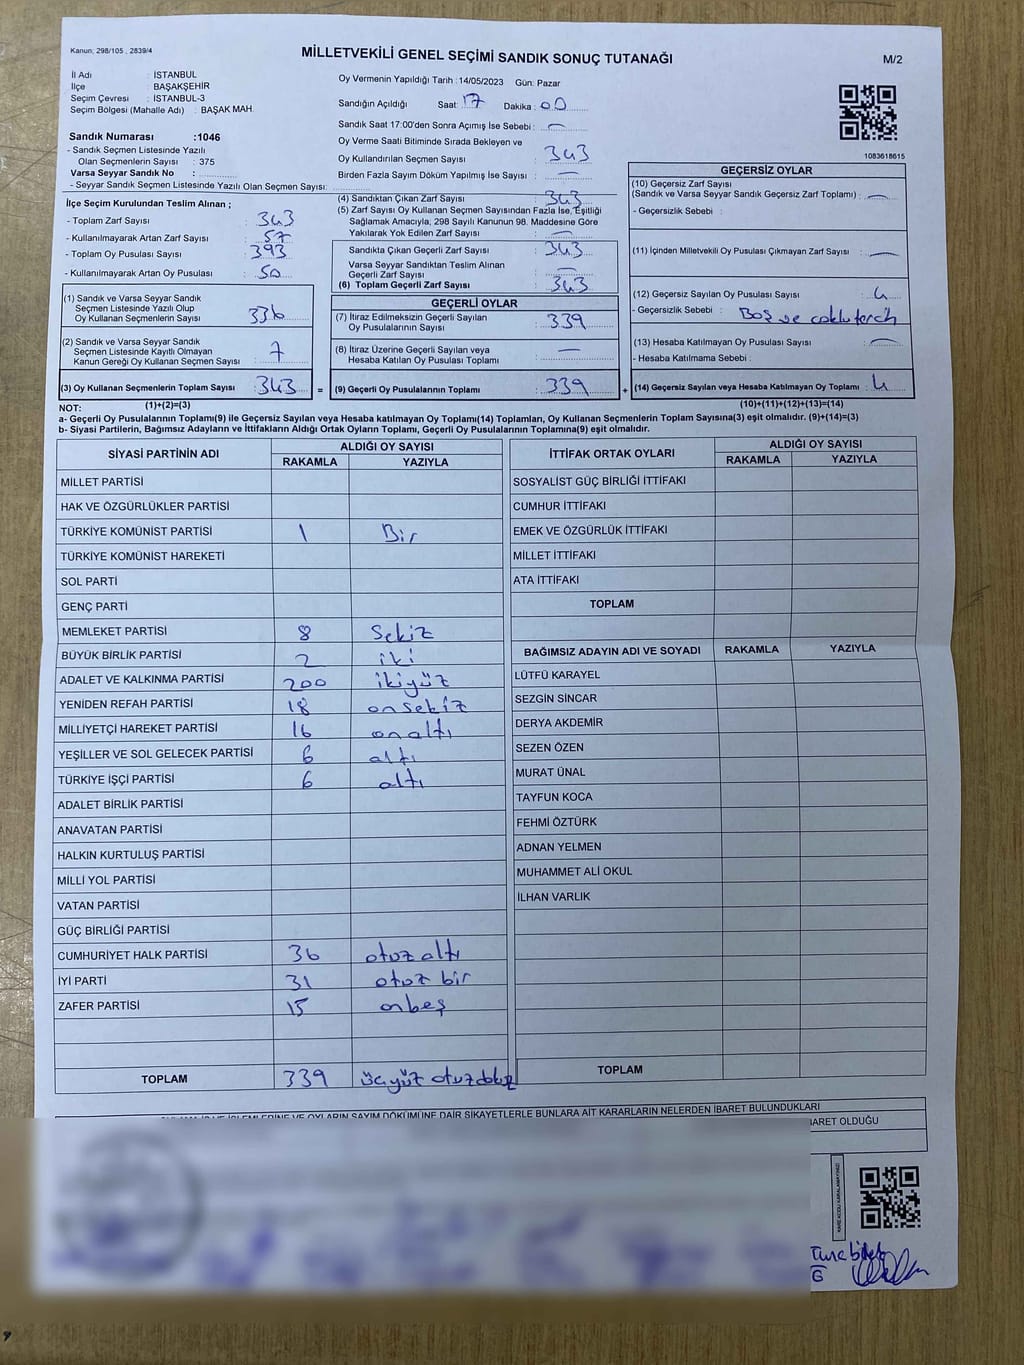 Kanun; 298/105 , 2839/4
MİLLETVEKİLİ GENEL SEÇİMİ SANDIK SONUÇ TUTANAĞI
M/2
İl Adı : İSTANBUL
İlçe : BAŞAKŞEHİR
Seçim Çevresi : İSTANBUL-3
Seçim Bölgesi (Mahalle Adı) : BAŞAK MAH.
Sandık Numarası :1046
- Sandık Seçmen Listesinde Yazılı
Olan Seçmenlerin Sayısı : 375
Varsa Seyyar Sandık No :
- Seyyar Sandık Seçmen Listesinde Yazılı Olan Seçmen Sayısı:
Oy Vermenin Yapıldığı Tarih :14/05/2023 Gün: Pazar
Sandığın Açıldığı Saat: 17 Dakika : 00
Sandık Saat 17:00'den Sonra Açımış İse Sebebi : —
Oy Verme Saati Bitiminde Sırada Bekleyen ve
Oy Kullandırılan Seçmen Sayısı : 343
Birden Fazla Sayım Döküm Yapılmış İse Sayısı : —
1083618615
İlçe Seçim Kurulundan Teslim Alınan ;
- Toplam Zarf Sayısı : 343
- Kullanılmayarak Artan Zarf Sayısı : 57
- Toplam Oy Pusulası Sayısı : 393
- Kullanılmayarak Artan Oy Pusulası : 50
(4) Sandıktan Çıkan Zarf Sayısı : 343
(5) Zarf Sayısı Oy Kullanan Seçmen Sayısından Fazla İse, Eşitliği
Sağlamak Amacıyla; 298 Sayılı Kanunun 98. Maddesine Göre
Yakılarak Yok Edilen Zarf Sayısı : —
Sandıkta Çıkan Geçerli Zarf Sayısı : 343
Varsa Seyyar Sandıktan Teslim Alınan
Geçerli Zarf Sayısı : —
(6) Toplam Geçerli Zarf Sayısı : 343
GEÇERSİZ OYLAR
(10) Geçersiz Zarf Sayısı
(Sandık ve Varsa Seyyar Sandık Geçersiz Zarf Toplamı) : —
- Geçersizlik Sebebi :
(11) İçinden Milletvekili Oy Pusulası Çıkmayan Zarf Sayısı : —
(12) Geçersiz Sayılan Oy Pusulası Sayısı : 4
- Geçersizlik Sebebi : Boş ve çoklu tercih
(13) Hesaba Katılmayan Oy Pusulası Sayısı : —
- Hesaba Katılmama Sebebi :
(14) Geçersiz Sayılan veya Hesaba Katılmayan Oy Toplamı : 4
(10)+(11)+(12)+(13)=(14)
(1) Sandık ve Varsa Seyyar Sandık
Seçmen Listesinde Yazılı Olup
Oy Kullanan Seçmenlerin Sayısı : 336
(2) Sandık ve Varsa Seyyar Sandık
Seçmen Listesinde Kayıtlı Olmayan
Kanun Gereği Oy Kullanan Seçmen Sayısı : 7
(3) Oy Kullanan Seçmenlerin Toplam Sayısı : 343 =
(1)+(2)=(3)
GEÇERLİ OYLAR
(7) İtiraz Edilmeksizin Geçerli Sayılan
Oy Pusulalarının Sayısı : 339
(8) İtiraz Üzerine Geçerli Sayılan veya
Hesaba Katılan Oy Pusulası Toplamı : —
(9) Geçerli Oy Pusulalarının Toplamı : 339 +
NOT:
a- Geçerli Oy Pusulalarının Toplamı(9) ile Geçersiz Sayılan veya Hesaba katılmayan Oy Toplamı(14) Toplamları, Oy Kullanan Seçmenlerin Toplam Sayısına(3) eşit olmalıdır. (9)+(14)=(3)
b- Siyasi Partilerin, Bağımsız Adayların ve İttifakların Aldığı Ortak Oyların Toplamı, Geçerli Oy Pusulalarının Toplamına(9) eşit olmalıdır.
SİYASİ PARTİNİN ADI ALDIĞI OY SAYISI
RAKAMLA YAZIYLA
MİLLET PARTİSİ
HAK VE ÖZGÜRLÜKLER PARTİSİ
TÜRKİYE KOMÜNİST PARTİSİ 1 Bir
TÜRKİYE KOMÜNİST HAREKETİ
SOL PARTİ
GENÇ PARTİ
MEMLEKET PARTİSİ 8 sekiz
BÜYÜK BİRLİK PARTİSİ 2 iki
ADALET VE KALKINMA PARTİSİ 200 ikiyüz
YENİDEN REFAH PARTİSİ 18 onsekiz
MİLLİYETÇİ HAREKET PARTİSİ 16 onaltı
YEŞİLLER VE SOL GELECEK PARTİSİ 6 altı
TÜRKİYE İŞÇİ PARTİSİ 6 altı
ADALET BİRLİK PARTİSİ
ANAVATAN PARTİSİ
HALKIN KURTULUŞ PARTİSİ
MİLLİ YOL PARTİSİ
VATAN PARTİSİ
GÜÇ BİRLİĞİ PARTİSİ
CUMHURİYET HALK PARTİSİ 36 otuzaltı
İYİ PARTİ 31 otuz bir
ZAFER PARTİSİ 15 onbeş
TOPLAM 339 üçyüz otuzdokuz
İTTİFAK ORTAK OYLARI ALDIĞI OY SAYISI
RAKAMLA YAZIYLA
SOSYALİST GÜÇ BİRLİĞİ İTTİFAKI
CUMHUR İTTİFAKI
EMEK VE ÖZGÜRLÜK İTTİFAKI
MİLLET İTTİFAKI
ATA İTTİFAKI
TOPLAM
BAĞIMSIZ ADAYIN ADI VE SOYADI RAKAMLA YAZIYLA
LÜTFÜ KARAYEL
SEZGİN SİNCAR
DERYA AKDEMİR
SEZEN ÖZEN
MURAT ÜNAL
TAYFUN KOCA
FEHMİ ÖZTÜRK
ADNAN YELMEN
MUHAMMET ALİ OKUL
İLHAN VARLIK
TOPLAM
VE OYLARIN SAYIM DÖKÜMÜNE DAİR ŞİKAYETLERLE BUNLARA AİT KARARLARIN NELERDEN İBARET BULUNDUKLARI
BARET OLDUĞU